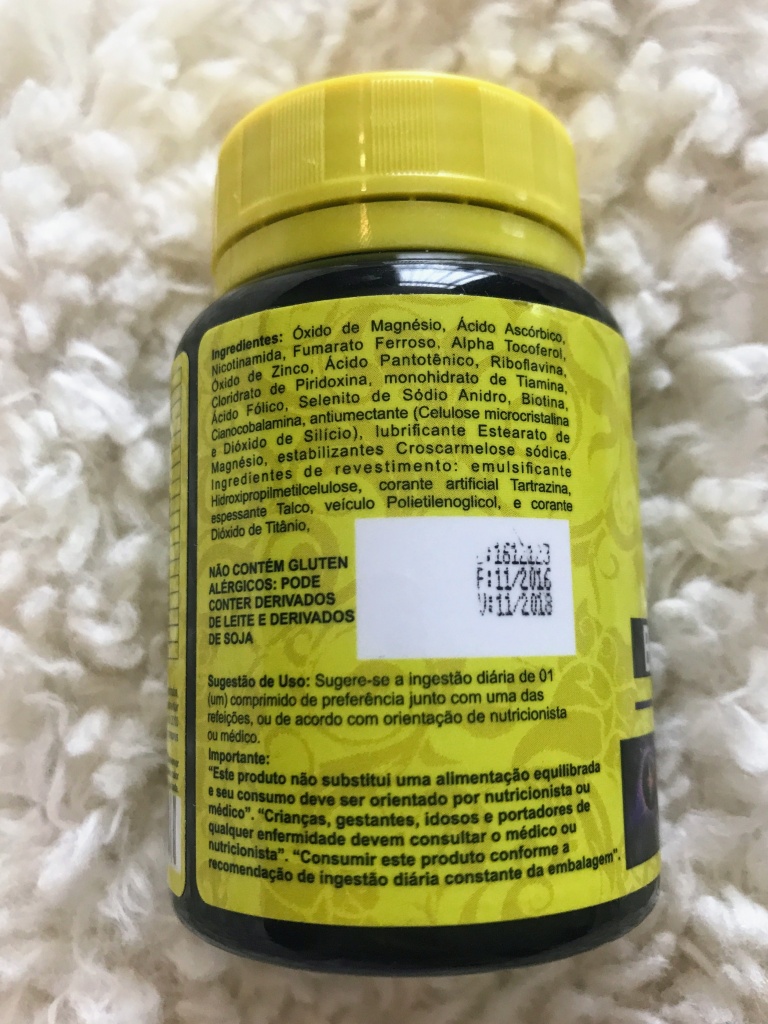 Ingredientes: Óxido de Magnésio, Ácido Ascórbico,
Nicotinamida, Fumarato Ferroso, Alpha Tocoferol,
Óxido de Zinco, Ácido Pantotênico, Riboflavina,
Cloridrato de Piridoxina, monohidrato de Tiamina,
Ácido Fólico, Selenito de Sódio Anidro, Biotina,
Cianocobalamina, antiumectante (Celulose microcristalina
e Dióxido de Silício), lubrificante Estearato de
Magnésio, estabilizantes Croscarmelose sódica.
Ingredientes de revestimento: emulsificante
Hidroxipropilmetilcelulose, corante artificial Tartrazina,
espessante Talco, veículo Polietilenoglicol, e corante
Dióxido de Titânio,
NÃO CONTÉM GLUTEN
ALÉRGICOS: PODE
CONTER DERIVADOS
DE LEITE E DERIVADOS
DE SOJA
F:11/2016
V:11/2018
Sugestão de Uso: Sugere-se a ingestão diária de 01
(um) comprimido de preferência junto com uma das
refeições, ou de acordo com orientação de nutricionista
ou médico.
Importante:
"Este produto não substitui uma alimentação equilibrada
e seu consumo deve ser orientado por nutricionista ou
médico". "Crianças, gestantes, idosos e portadores de
qualquer enfermidade devem consultar o médico ou
nutricionista". "Consumir este produto conforme a
recomendação de ingestão diária constante da embalagem".